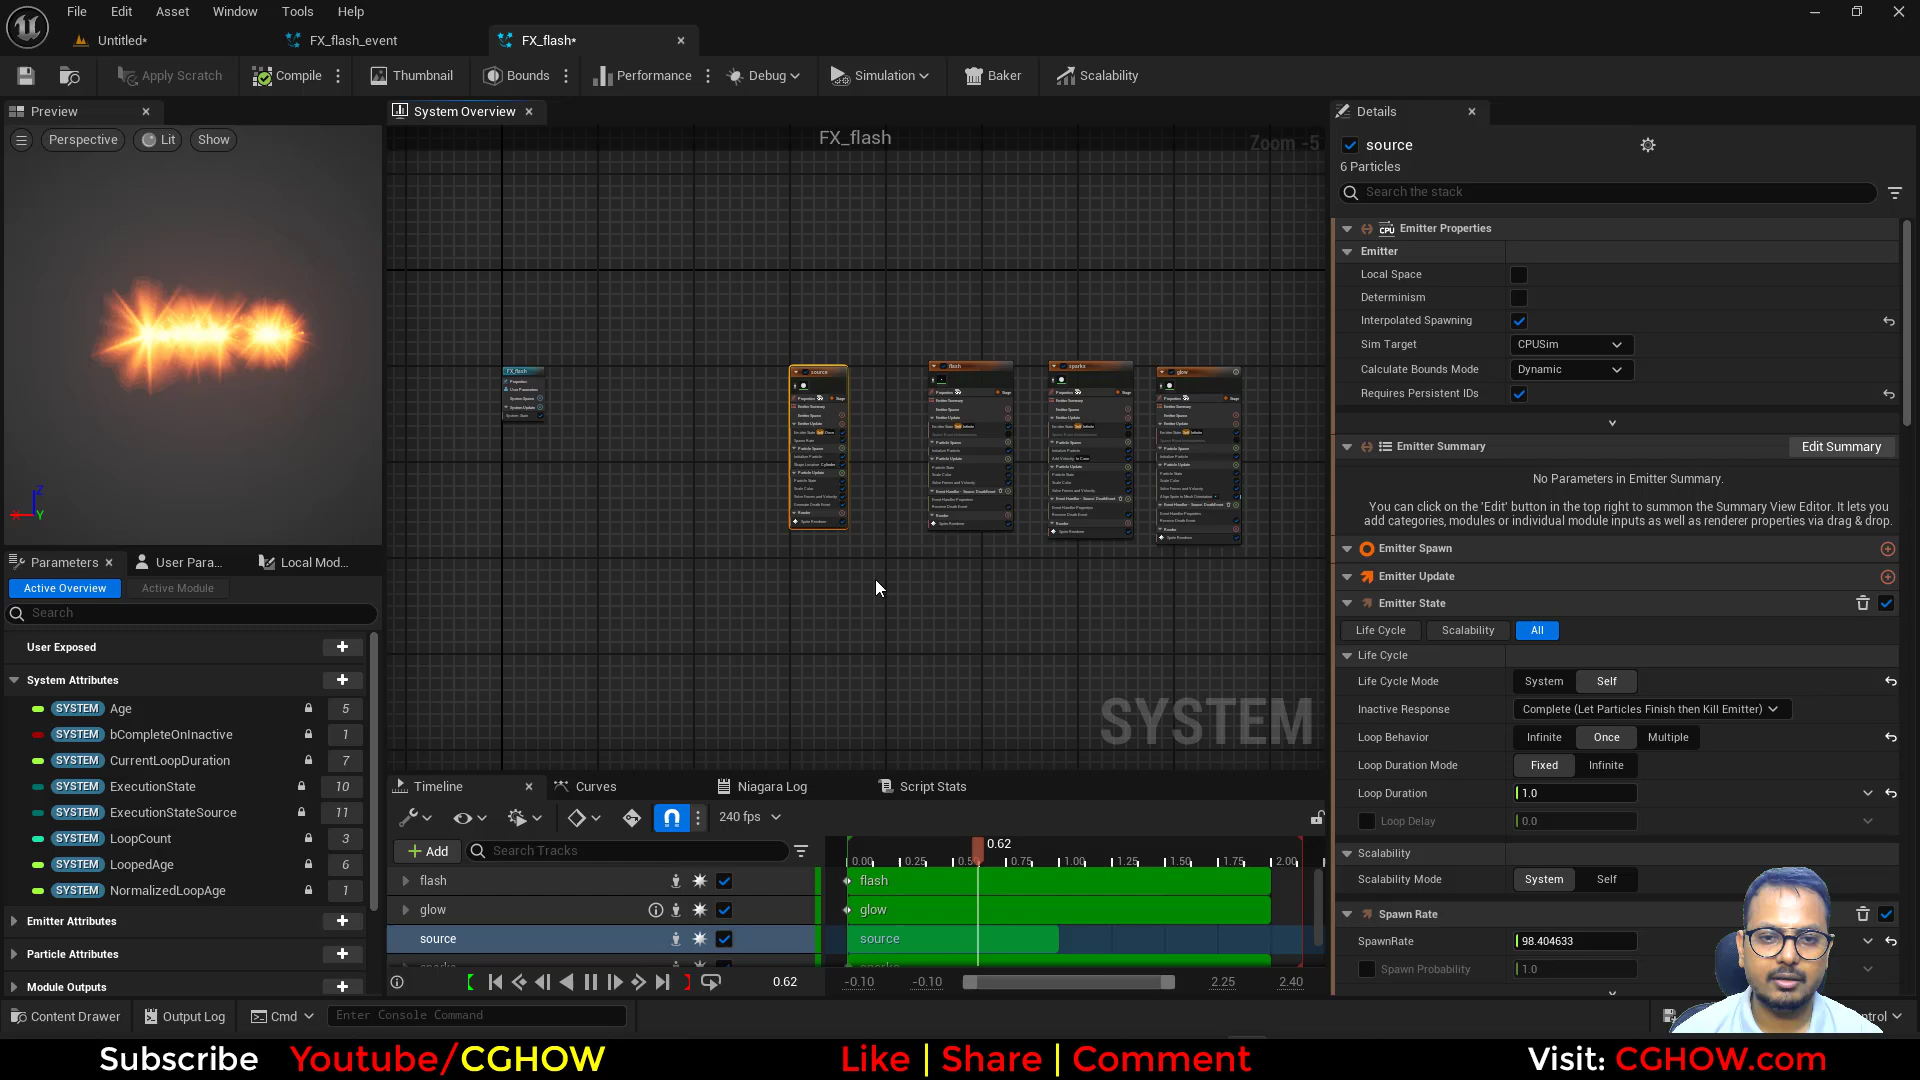 File Edit Asset Window Tools Help
Untitled* FX_flash_event FX_flash*
Apply Scratch Compile Thumbnail Bounds Performance Debug Simulation Baker Scalability
Preview
Perspective Lit Show
System Overview
FX_flash
Zoom -5
SYSTEM
Parameters User Para... Local Mod...
Active Overview Active Module
Search
User Exposed
System Attributes
SYSTEM Age 5
SYSTEM bCompleteOnInactive 1
SYSTEM CurrentLoopDuration 7
SYSTEM ExecutionState 10
SYSTEM ExecutionStateSource 11
SYSTEM LoopCount 3
SYSTEM LoopedAge 6
SYSTEM NormalizedLoopAge 1
Emitter Attributes
Particle Attributes
Module Outputs
Timeline Curves Niagara Log Script Stats
240 fps
Add Search Tracks
0.62
0.00 0.25 0.50 0.75 1.00 1.25 1.50 1.75 2.00
flash flash
glow glow
source source
0.62 -0.10 -0.10 2.25 2.40
Details
source
6 Particles
Search the stack
CPU Emitter Properties
Emitter
Local Space
Determinism
Interpolated Spawning
Sim Target CPUSim
Calculate Bounds Mode Dynamic
Requires Persistent IDs
Emitter Summary Edit Summary
No Parameters in Emitter Summary.
You can click on the 'Edit' button in the top right to summon the Summary View Editor. It lets you
add categories, modules or individual module inputs as well as renderer properties via drag & drop.
Emitter Spawn
Emitter Update
Emitter State
Life Cycle Scalability All
Life Cycle
Life Cycle Mode System Self
Inactive Response Complete (Let Particles Finish then Kill Emitter)
Loop Behavior Infinite Once Multiple
Loop Duration Mode Fixed Infinite
Loop Duration 1.0
Loop Delay 0.0
Scalability
Scalability Mode System Self
Spawn Rate
SpawnRate 98.404633
Spawn Probability 1.0
Content Drawer Output Log Cmd Enter Console Command
Subscribe Youtube/CGHOW Like | Share | Comment Visit: CGHOW.com